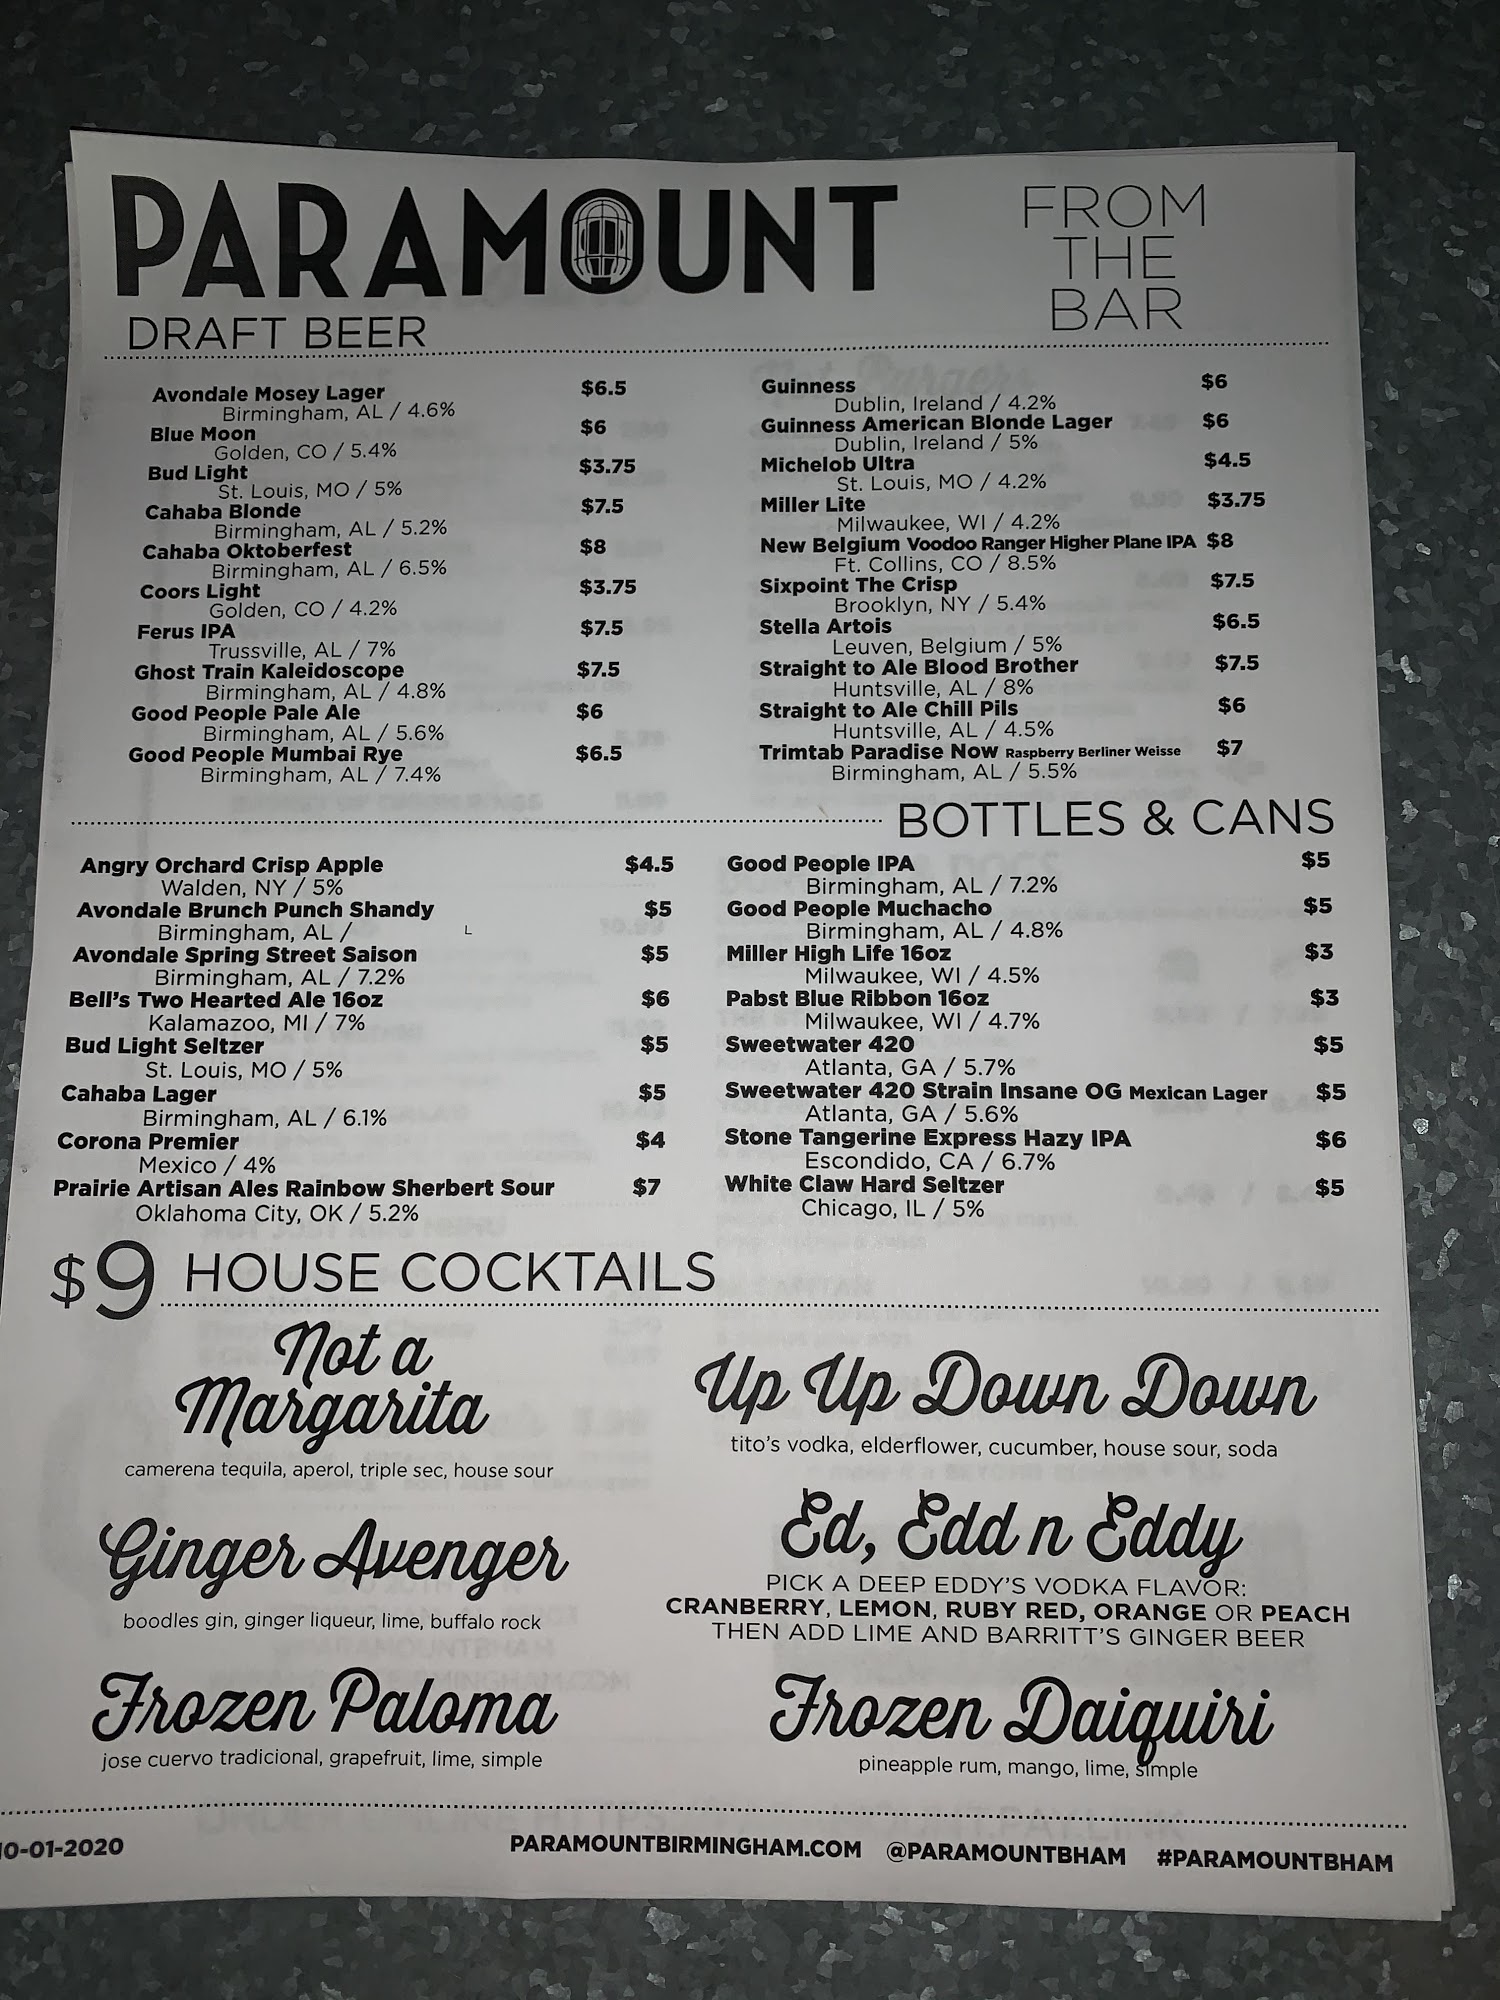 PARAMOUNT
FROM
THE
BAR
DRAFT BEER
Avondale Mosey Lager $6.5
Birmingham, AL / 4.6%
Blue Moon $6
Golden, CO / 5.4%
Bud Light $3.75
St. Louis, MO / 5%
Cahaba Blonde $7.5
Birmingham, AL / 5.2%
Cahaba Oktoberfest $8
Birmingham, AL / 6.5%
Coors Light $3.75
Golden, CO / 4.2%
Ferus IPA $7.5
Trussville, AL / 7%
Ghost Train Kaleidoscope $7.5
Birmingham, AL / 4.8%
Good People Pale Ale $6
Birmingham, AL / 5.6%
Good People Mumbai Rye $6.5
Birmingham, AL / 7.4%
Guinness $6
Dublin, Ireland / 4.2%
Guinness American Blonde Lager $6
Dublin, Ireland / 5%
Michelob Ultra $4.5
St. Louis, MO / 4.2%
Miller Lite $3.75
Milwaukee, WI / 4.2%
New Belgium Voodoo Ranger Higher Plane IPA $8
Ft. Collins, CO / 8.5%
Sixpoint The Crisp $7.5
Brooklyn, NY / 5.4%
Stella Artois $6.5
Leuven, Belgium / 5%
Straight to Ale Blood Brother $7.5
Huntsville, AL / 8%
Straight to Ale Chill Pils $6
Huntsville, AL / 4.5%
Trimtab Paradise Now Raspberry Berliner Weisse $7
Birmingham, AL / 5.5%
BOTTLES & CANS
Angry Orchard Crisp Apple $4.5
Walden, NY / 5%
Avondale Brunch Punch Shandy $5
Birmingham, AL / L
Avondale Spring Street Saison $5
Birmingham, AL / 7.2%
Bell's Two Hearted Ale 16oz $6
Kalamazoo, MI / 7%
Bud Light Seltzer $5
St. Louis, MO / 5%
Cahaba Lager $5
Birmingham, AL / 6.1%
Corona Premier $4
Mexico / 4%
Prairie Artisan Ales Rainbow Sherbert Sour $7
Oklahoma City, OK / 5.2%
Good People IPA $5
Birmingham, AL / 7.2%
Good People Muchacho $5
Birmingham, AL / 4.8%
Miller High Life 16oz $3
Milwaukee, WI / 4.5%
Pabst Blue Ribbon 16oz $3
Milwaukee, WI / 4.7%
Sweetwater 420 $5
Atlanta, GA / 5.7%
Sweetwater 420 Strain Insane OG Mexican Lager $5
Atlanta, GA / 5.6%
Stone Tangerine Express Hazy IPA $6
Escondido, CA / 6.7%
White Claw Hard Seltzer $5
Chicago, IL / 5%
$9 HOUSE COCKTAILS
Not a
Margarita
camerena tequila, aperol, triple sec, house sour
Up Up Down Down
tito's vodka, elderflower, cucumber, house sour, soda
Ginger Avenger
boodles gin, ginger liqueur, lime, buffalo rock
Ed, Edd n Eddy
PICK A DEEP EDDY'S VODKA FLAVOR:
CRANBERRY, LEMON, RUBY RED, ORANGE OR PEACH
THEN ADD LIME AND BARRITT'S GINGER BEER
Frozen Paloma
jose cuervo tradicional, grapefruit, lime, simple
Frozen Daiquiri
pineapple rum, mango, lime, simple
10-01-2020 PARAMOUNTBIRMINGHAM.COM @PARAMOUNTBHAM #PARAMOUNTBHAM